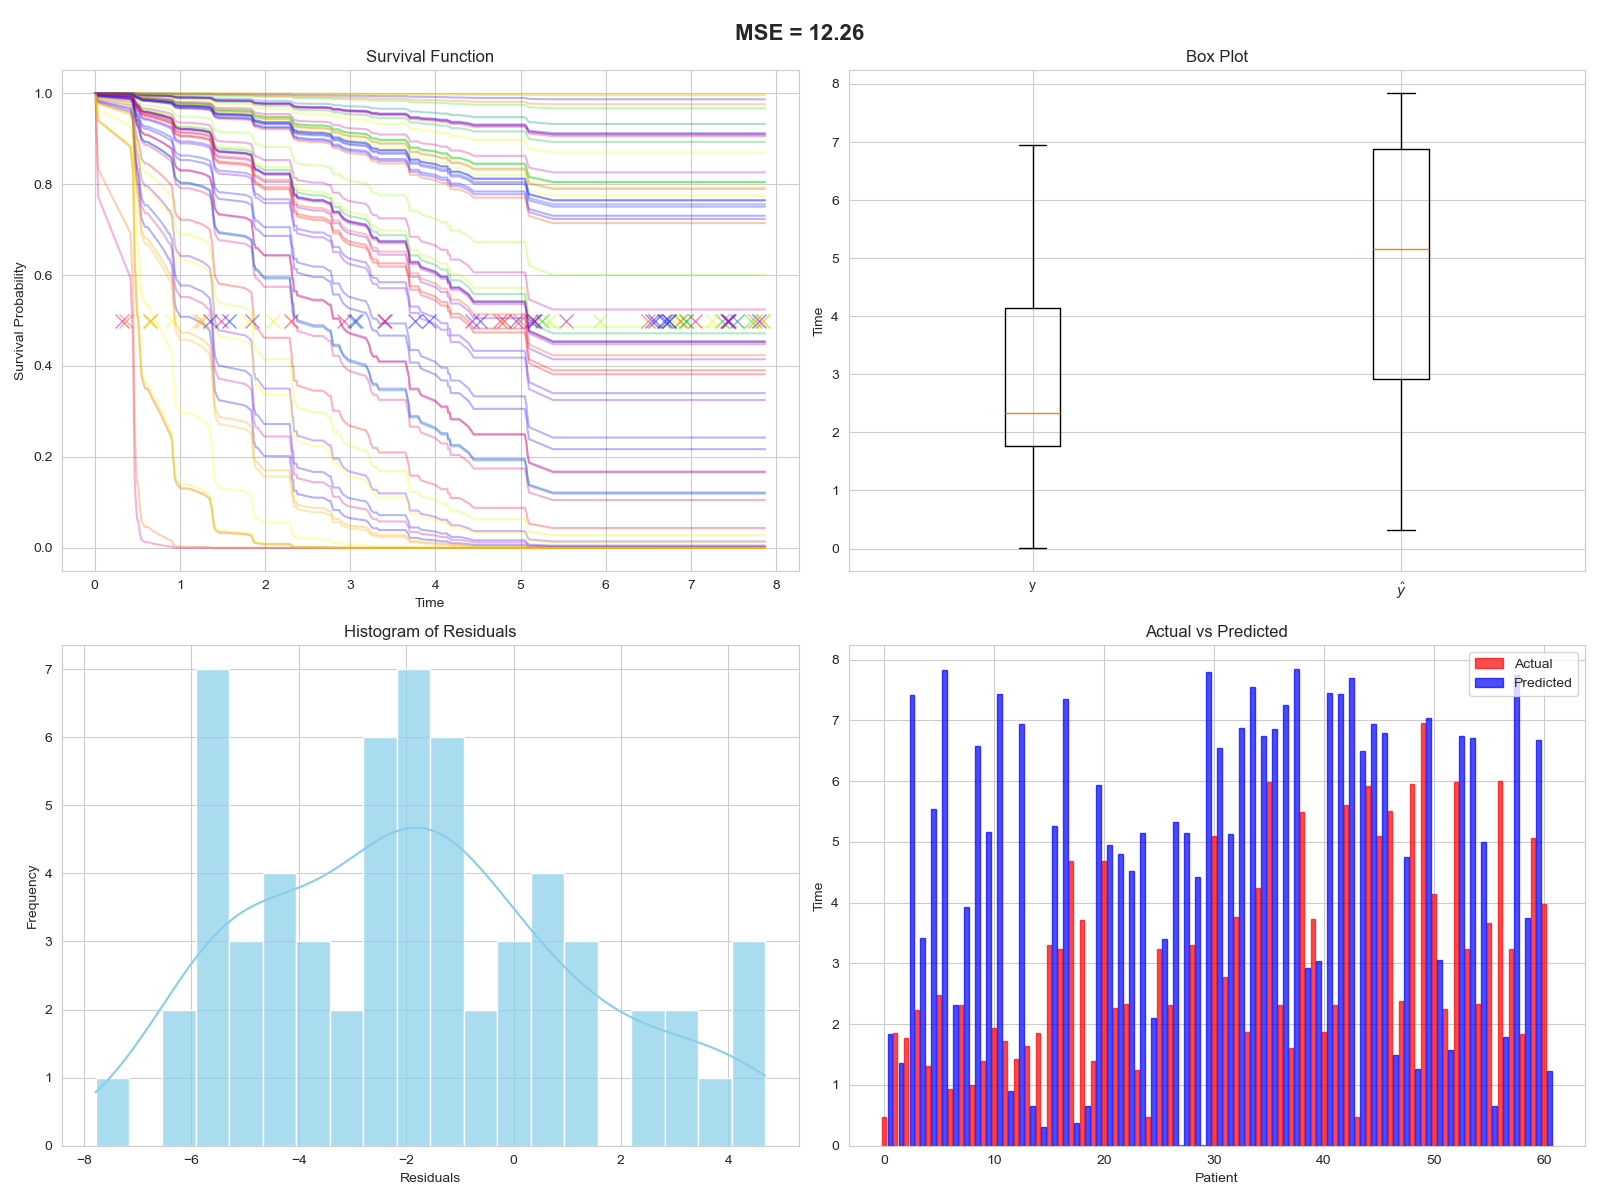 MSE = 12.26
Survival Function
1.0
0.8
0.6
0.4
0.2
0.0
Survival Probability
0 1 2 3 4 5 6 7 8
Time
Box Plot
8
7
6
5
4
3
2
1
0
Time
y ŷ
Histogram of Residuals
7
6
5
4
3
2
1
0
Frequency
−8 −6 −4 −2 0 2 4
Residuals
Actual vs Predicted
Actual
Predicted
8
7
6
5
4
3
2
1
0
Time
0 10 20 30 40 50 60
Patient